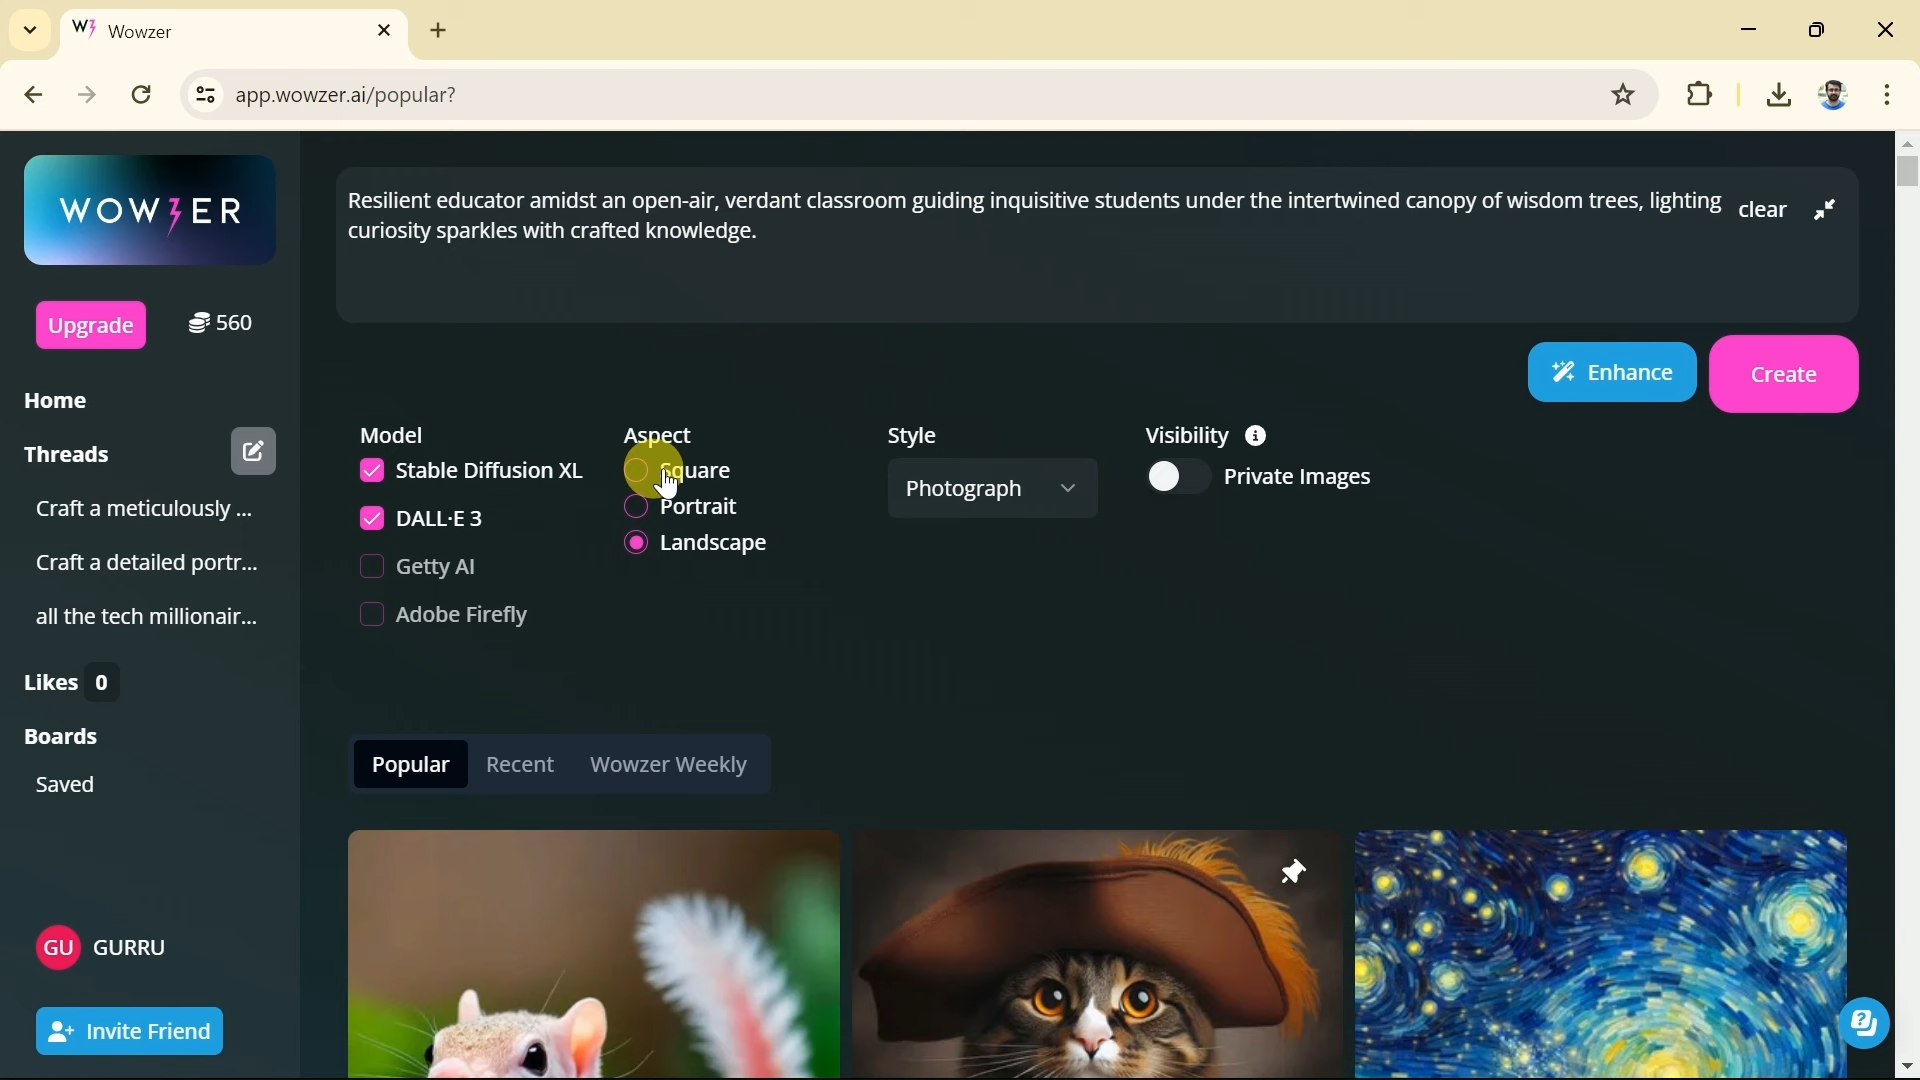 Wowzer
app.wowzer.ai/popular?
WOWZER
Upgrade
560
Home
Threads
Craft a meticulously ...
Craft a detailed portr...
all the tech millionair...
Likes 0
Boards
Saved
GU GURRU
Invite Friend
Resilient educator amidst an open-air, verdant classroom guiding inquisitive students under the intertwined canopy of wisdom trees, lighting
curiosity sparkles with crafted knowledge.
clear
Enhance
Create
Model
Stable Diffusion XL
DALL·E 3
Getty AI
Adobe Firefly
Aspect
Square
Portrait
Landscape
Style
Photograph
Visibility
Private Images
Popular
Recent
Wowzer Weekly